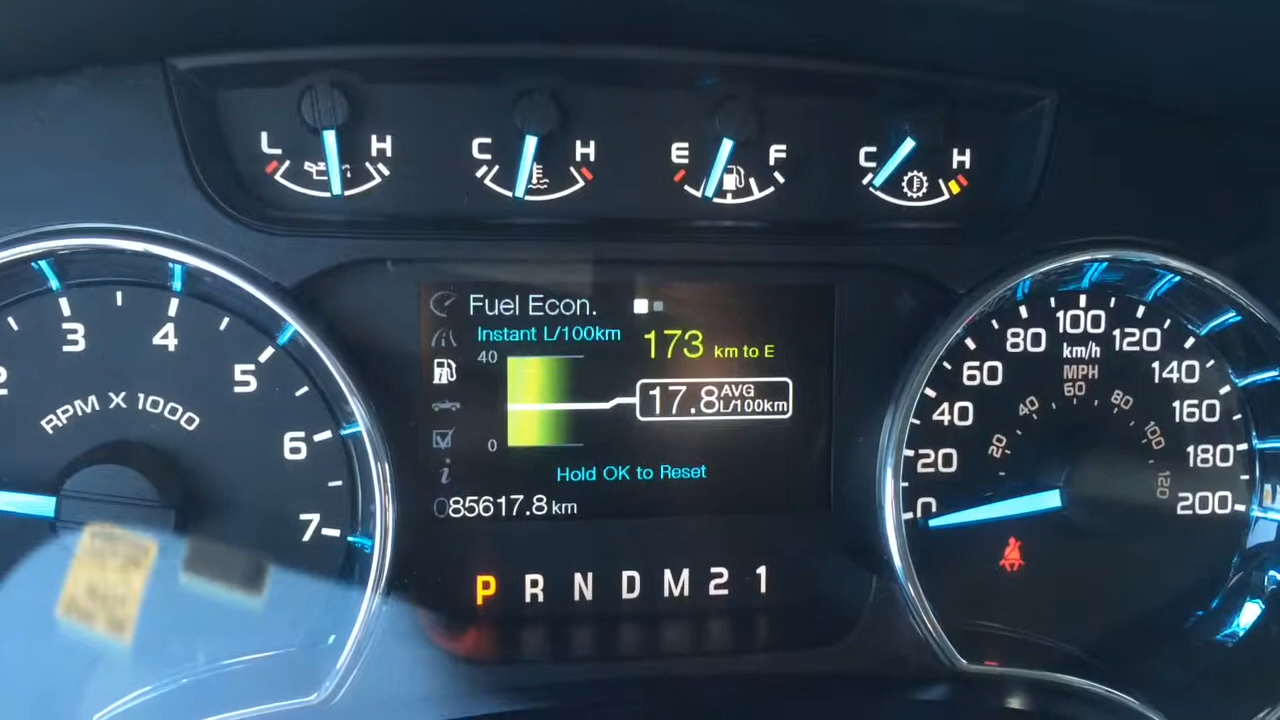 L H
C H
E F
C H
2 3 4 5 6 7
RPM X 1000
Fuel Econ.
Instant L/100km
173 km to E
40
17.8 AVG L/100km
0
Hold OK to Reset
085617.8 km
P R N D M 2 1
0 20 40 60 80 100 120 140 160 180 200
km/h
MPH
20 40 60 80 100 120